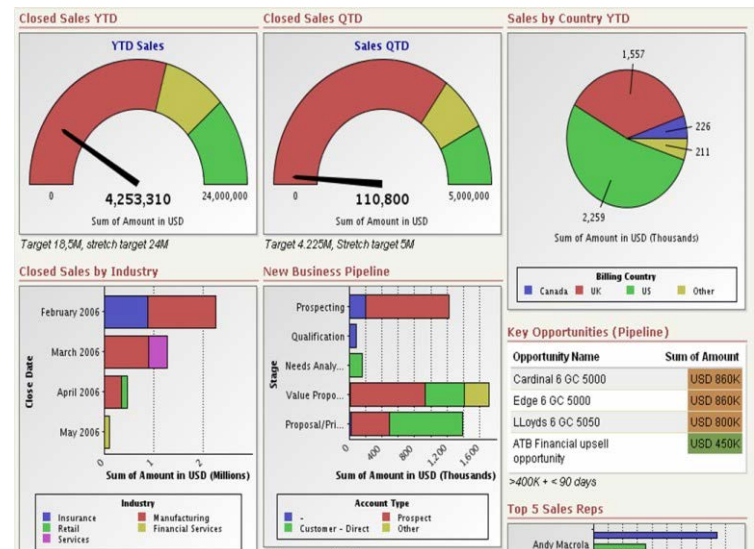 Closed Sales YTD
YTD Sales
0
4,253,310
24,000,000
Sum of Amount in USD
Target 18,5M, stretch target 24M
Closed Sales QTD
Sales QTD
0
110,800
5,000,000
Sum of Amount in USD
Target 4.225M, Stretch target 5M
Sales by Country YTD
1,557
226
211
2,259
Sum of Amount in USD (Thousands)
Billing Country
Canada UK US Other
Closed Sales by Industry
Close Date
February 2006
March 2006
April 2006
May 2006
0 1 2
Sum of Amount in USD (Millions)
Industry
Insurance Manufacturing
Retail Financial Services
Services
New Business Pipeline
Stage
Prospecting
Qualification
Needs Analy...
Value Propo...
Proposal/Pri...
0 400 800 1,200 1,600
Sum of Amount in USD (Thousands)
Account Type
- Prospect
Customer - Direct Other
Key Opportunities (Pipeline)
Opportunity Name Sum of Amount
Cardinal 6 GC 5000 USD 860K
Edge 6 GC 5000 USD 860K
LLoyds 6 GC 5050 USD 800K
ATB Financial upsell USD 450K
opportunity
>400K + < 90 days
Top 5 Sales Reps
Andy Macrola